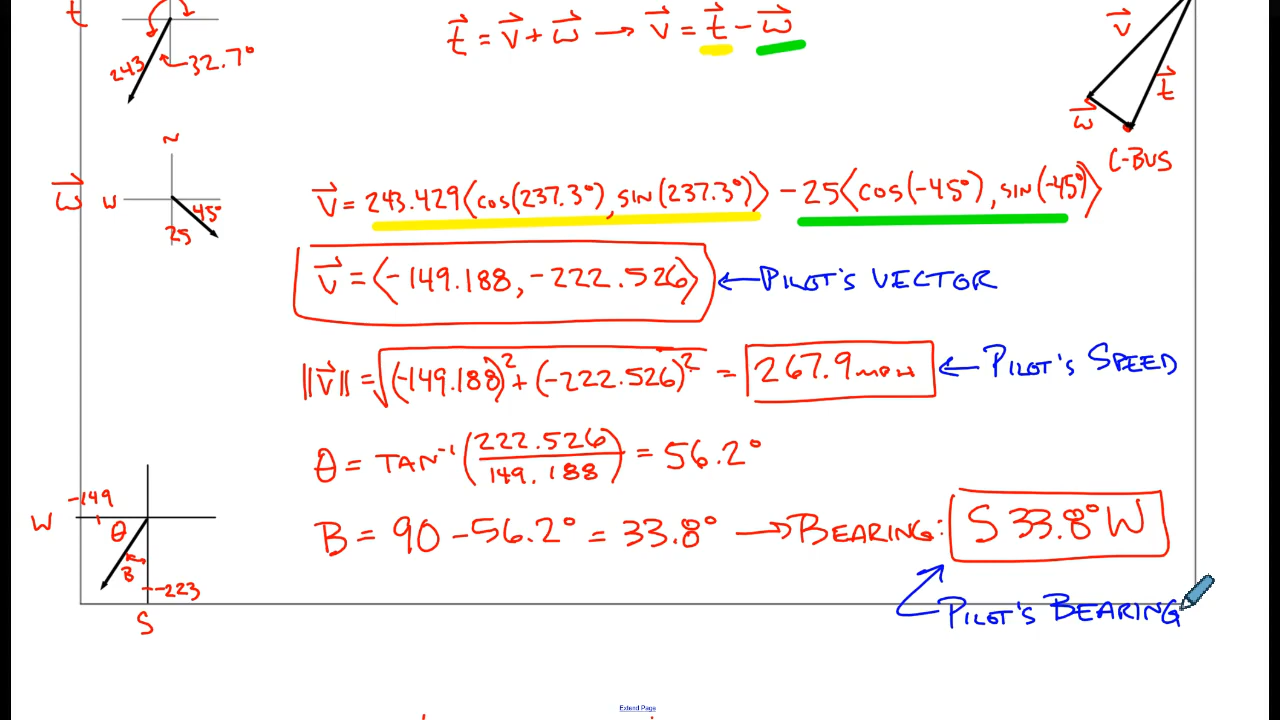 t⃗
243
32.7°
t⃗ = v⃗ + w⃗ → v⃗ = t⃗ − w⃗
v⃗
t⃗
w⃗
C-BUS
N
w⃗
W
45°
25
v⃗ = 243.429⟨cos(237.3°), sin(237.3°)⟩ − 25⟨cos(-45°), sin(-45°)⟩
v⃗ = ⟨-149.188, -222.526⟩ ← PILOT'S VECTOR
||v⃗|| = √((-149.188)² + (-222.526)²) = 267.9 MPH ← PILOT'S SPEED
θ = TAN⁻¹(222.526/149.188) = 56.2°
-149
W
θ
B
-223
S
B = 90 − 56.2° = 33.8° → BEARING: S 33.8° W
PILOT'S BEARING
Extend Page